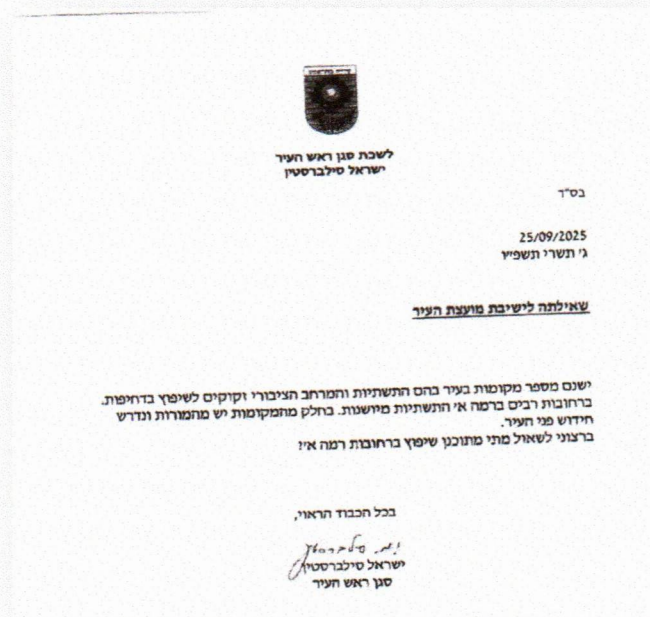 לשכת סגן ראש העיר
ישראל סילברסטין
בס"ד
25/09/2025
ג' תשרי תשפ"ו
שאילתה לישיבת מועצת העיר
ישנם מספר מקומות בעיר בהם התשתיות והמרחב הציבורי זקוקים לשיפוץ בדחיפות.
ברחובות רבים ברמה א' התשתיות מיושנות. בחלק מהמקומות יש מהמורות ונדרש
חידוש פני העיר.
ברצוני לשאול מתי מתוכנן שיפוץ ברחובות רמה א'?
בכל הכבוד הראוי,
סילברסטין
ישראל סילברסטין
סגן ראש העיר